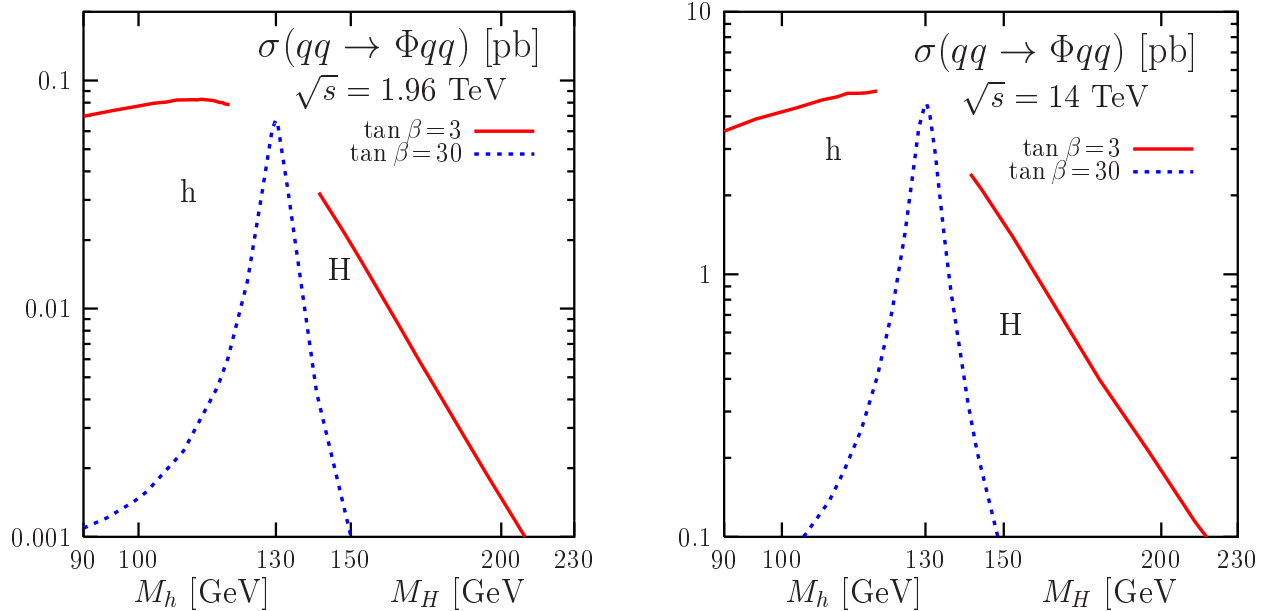 σ(qq → Φqq) [pb]
√s = 1.96 TeV
tan β = 3
tan β = 30
h
H
0.1
0.01
0.001
90 100 130 150 200 230
M_h [GeV] M_H [GeV
σ(qq → Φqq) [pb]
√s = 14 TeV
tan β = 3
tan β = 30
h
H
10
1
0.1
90 100 130 150 200 230
M_h [GeV] M_H [GeV